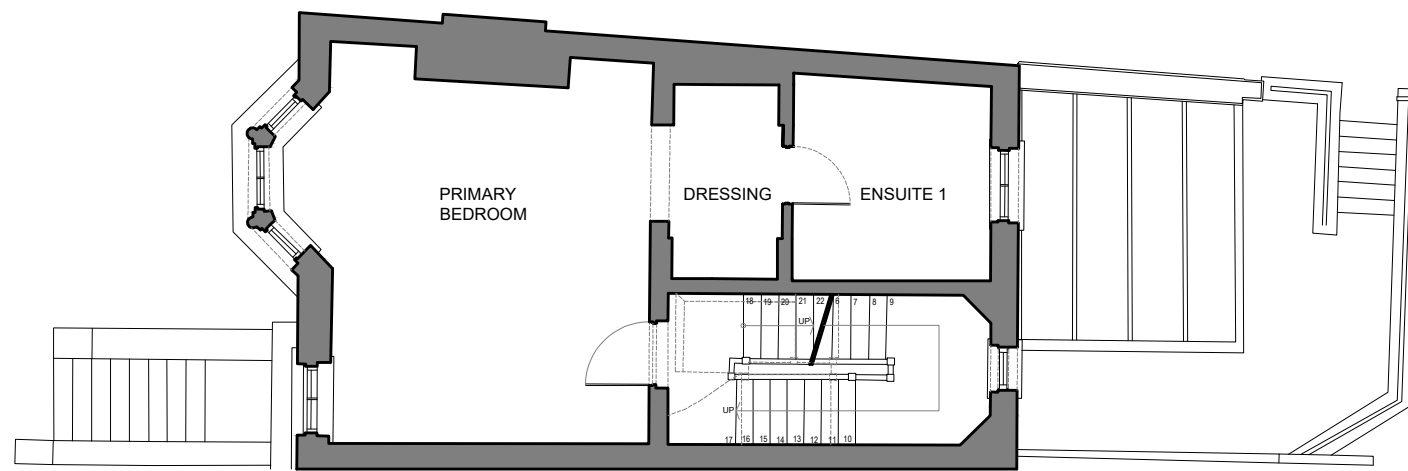 PRIMARY
BEDROOM
DRESSING
ENSUITE 1
18 19 20 21 22 6 7 8 9
UP
UP
17 16 15 14 13 12 11 10